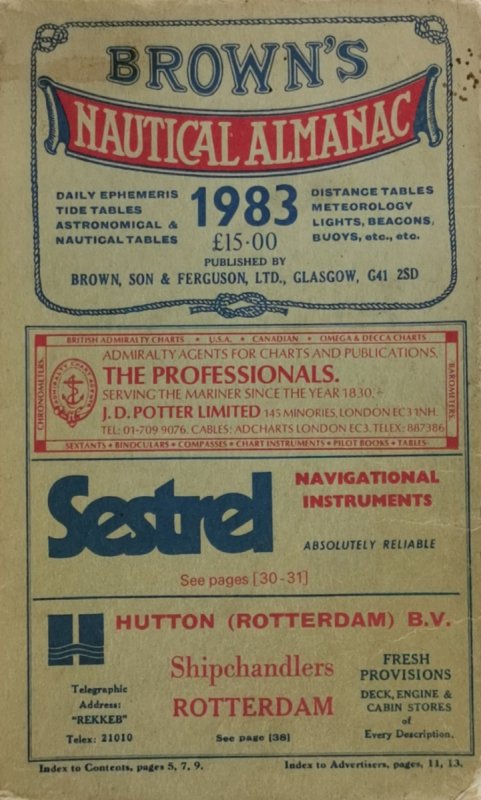 BROWN'S
NAUTICAL ALMANAC
DAILY EPHEMERIS
TIDE TABLES
ASTRONOMICAL &
NAUTICAL TABLES
1983
£15·00
DISTANCE TABLES
METEOROLOGY
LIGHTS, BEACONS,
BUOYS, etc., etc.
PUBLISHED BY
BROWN, SON & FERGUSON, LTD., GLASGOW, G41 2SD
BRITISH ADMIRALTY CHARTS • U.S.A. • CANADIAN • OMEGA & DECCA CHARTS
CHRONOMETERS
ADMIRALTY AGENTS FOR CHARTS AND PUBLICATIONS,
THE PROFESSIONALS.
SERVING THE MARINER SINCE THE YEAR 1830.
J. D. POTTER LIMITED 145 MINORIES, LONDON EC3 1NH.
TEL: 01-709 9076. CABLES: ADCHARTS LONDON EC3. TELEX: 887386
BAROMETERS
SEXTANTS • BINOCULARS • COMPASSES • CHART INSTRUMENTS • PILOT BOOKS • TABLES
Sestrel
NAVIGATIONAL
INSTRUMENTS
ABSOLUTELY RELIABLE
See pages [30-31]
HUTTON (ROTTERDAM) B.V.
Telegraphic
Address:
"REKKEB"
Telex: 21010
Shipchandlers
ROTTERDAM
See page [38]
FRESH
PROVISIONS
DECK, ENGINE &
CABIN STORES
of
Every Description.
Index to Contents, pages 5, 7, 9.
Index to Advertisers, pages, 11, 13.